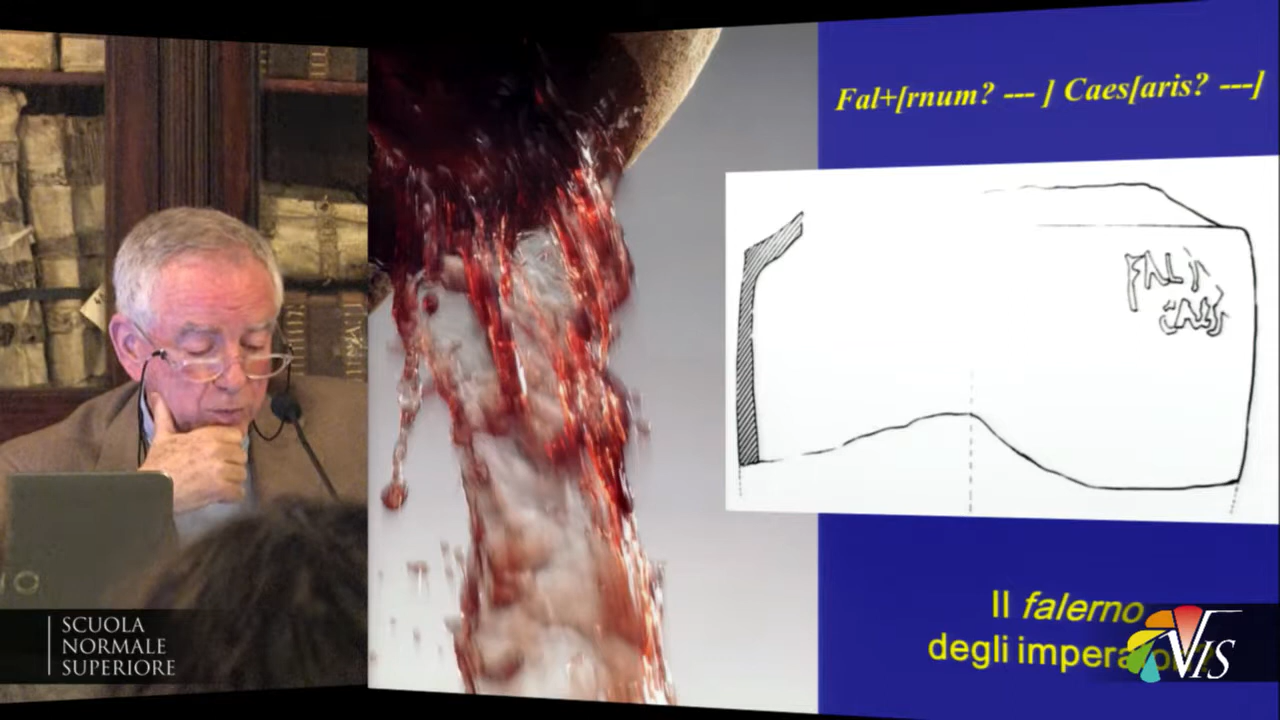 Fal+[rnum? --- ] Caes[aris? ---]
FAL
CAES
Il falerno
degli impera
VIS
SCUOLA
NORMALE
SUPERIORE